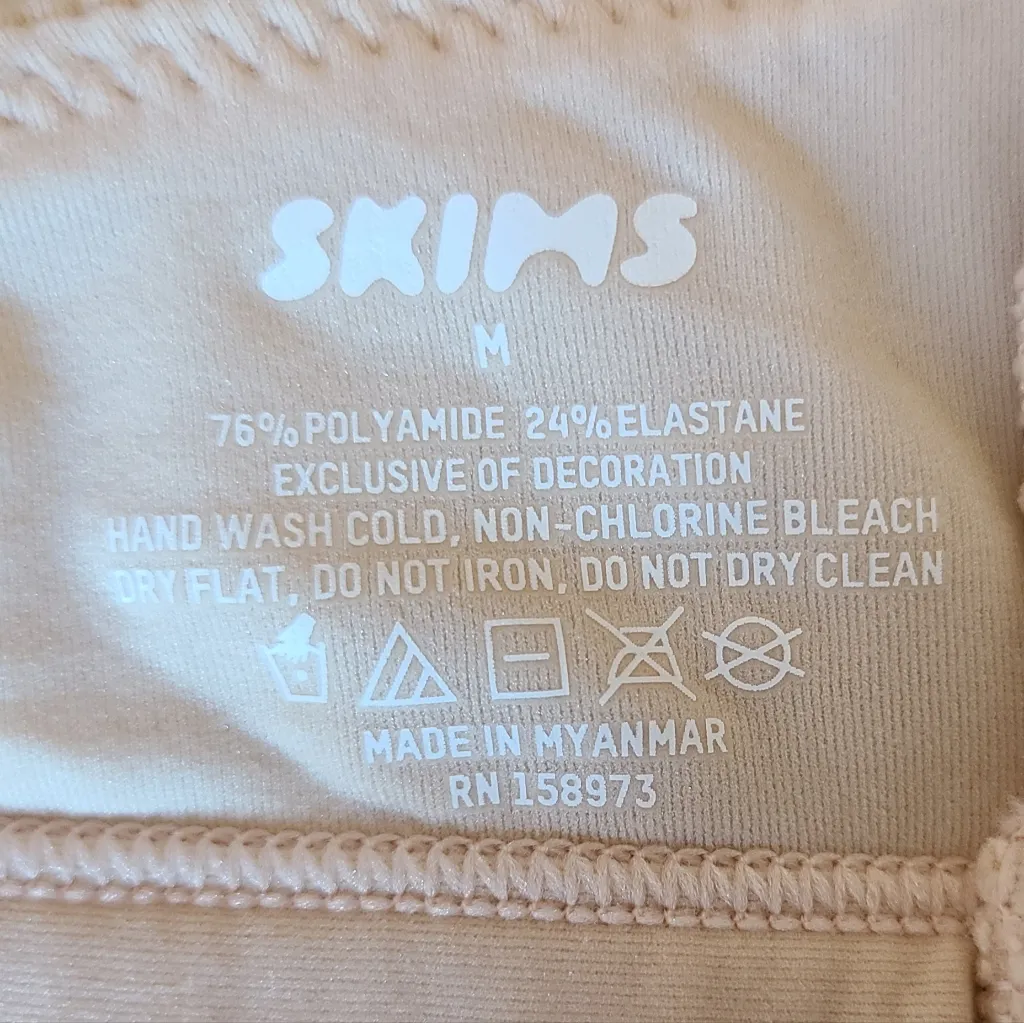 SKIMS
M
76% POLYAMIDE 24% ELASTANE
EXCLUSIVE OF DECORATION
HAND WASH COLD, NON-CHLORINE BLEACH
DRY FLAT, DO NOT IRON, DO NOT DRY CLEAN
MADE IN MYANMAR
RN 158973